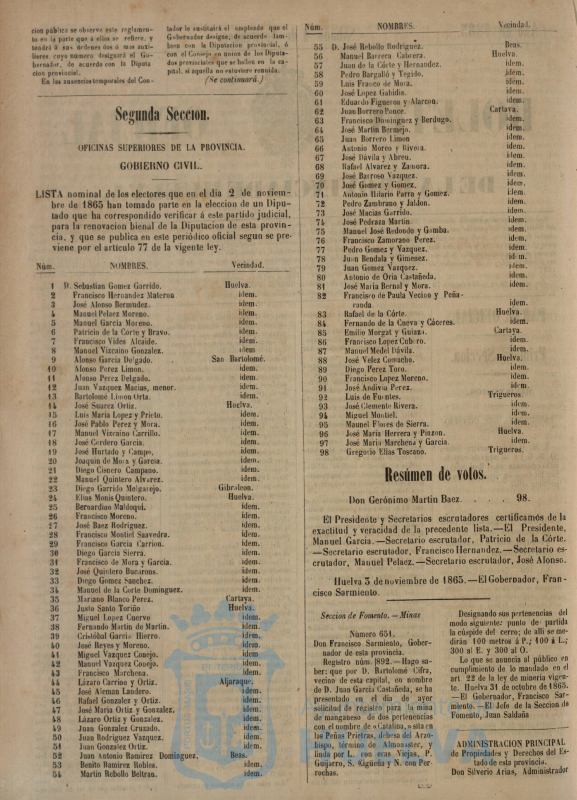 cion pública se observe este reglamento
en la parte que á ellos se refiere, y
tendrá á sus órdenes dos ó mas auxiliares,
cuyo número designará el Gobernador,
de acuerdo con la Diputacion
provincial.
En las ausencias temporales del Con-
tador le sustituirá el empleado que el
Gobernador designe, de acuerdo tambien
con la Diputacion provincial, ó
con el Consejo en union de los Diputados
provinciales que se hallen en la capital,
si aquella no estuviere reunida.
(Se continuará.)
Segunda Seccion.
OFICINAS SUPERIORES DE LA PROVINCIA.
GOBIERNO CIVIL.
LISTA nominal de los electores que en el dia 2 de noviembre
de 1865 han tomado parte en la eleccion de un Diputado
que ha correspondido verificar á este partido judicial,
para la renovacion bienal de la Diputacion de esta provincia,
y que se publica en este periódico oficial segun se previene
por el artículo 77 de la vigente ley.
Núm. NOMBRES. Vecindad.
1 D. Sebastian Gomez Garrido. Huelva.
2 Francisco Hernandez Materon idem.
3 José Alonso Bermudez. idem.
4 Manuel Pelaez Moreno. idem.
5 Manuel Garcia Moreno. idem.
6 Patricio de la Corte y Bravo. idem.
7 Francisco Vides Alcaide. idem.
8 Manuel Vizcaino Gonzalez. idem
9 Alonso Garcia Delgado. San Bartolomé.
10 Alonso Perez Limon. idem.
11 Alonso Perez Delgado. idem.
12 Juan Vazquez Macias, menor. idem.
13 Bartolomé Limon Orta. idem.
14 José Suarez Ortiz. Huelva.
15 Luis Maria Lopez y Prieto. idem.
16 José Pablo Perez y Mora. idem.
17 Manuel Vizcaino Carrillo. idem.
18 José Cordero Garcia. idem.
19 José Hurtado y Campo. idem.
20 Joaquin de Mora y Garcia. idem.
21 Diego Cisnero Campano. idem.
22 Manuel Quintero Alvarez. idem.
23 Diego Garrido Melgarejo. Gibraleon.
24 Elias Monis Quintero. Huelva.
25 Bernardino Maldoqui. idem.
26 Francisco Moreno. idem.
27 José Baez Rodriguez. idem.
28 Francisco Montiel Saavedra. idem.
29 Francisco Garcia Carrion. idem.
30 Diego Garcia Sierra. idem.
31 Francisco de Mora y Garcia. idem.
32 José Quintero Bucarons. idem.
33 Diego Gomez Sanchez. idem.
34 Manuel de la Corte Dominguez. idem.
35 Mariano Blanco Perez. Cartaya.
36 Justo Santo Toriño Huelva.
37 Miguel Lopez Cuervo idem.
38 Fernando Martin de Martin. idem.
39 Cristóbal Garcia Hierro. idem.
40 José Reyes y Moreno. idem.
41 Miguel Vazquez Conejo. idem.
42 Manuel Vazquez Conejo. idem.
43 Francisco Marchena. idem.
44 Lázaro Carrion y Ortiz. Aljaraque.
45 José Aleman Landero. idem.
46 Rafael Gonzalez y Ortiz. idem.
47 José Maria Ortiz y Gonzalez. idem.
48 Lázaro Ortiz y Gonzalez. idem.
49 Juan Gonzalez Cruzado. idem.
50 Juan Rodriguez Vazquez. idem.
51 Juan Gonzalez Ortiz. idem.
52 Juan Antonio Ramirez Dominguez. Beas.
53 Benito Ramirez Robles. idem.
54 Martin Rebollo Beltran. idem.
Núm. NOMBRES. Vecindad.
55 D. José Rebollo Rodriguez. Beas.
56 Manuel Barrera Cabrera. Huelva.
57 Juan de la Córte y Hernandez. idem.
58 Pedro Bargalló y Tegido. idem.
59 Luis Franco de Mora. idem.
60 José Lopez Gabidia. idem.
61 Eduardo Figueroa y Alarcon. idem.
62 Juan Borrero Ponce. Cartaya.
63 Francisco Dominguez y Berdugo. idem.
64 José Martin Bermejo. idem.
65 Juan Borrero Limon idem.
66 Antonio Moreo y Rivera. idem.
67 José Dávila y Abreu. idem.
68 Rafael Alvarez y Zamora. idem.
69 José Barroso Vazquez. idem.
70 José Gomez y Gomez. idem.
71 Antonio Hilario Parra y Gomez. idem.
72 Pedro Zambrano y Jaldon. idem.
73 José Macias Garrido. idem.
74 José Pedraza Martin. idem.
75 Manuel José Redondo y Gamba. idem.
76 Francisco Zamorano Perez. idem.
77 Pedro Gomez y Vazquez. idem.
78 Juan Bendala y Gimenez. idem.
79 Juan Gomez Vazquez. idem.
80 Antonio de Oria Castañeda. idem.
81 José Maria Bernal y Mora. idem.
82 Francisco de Paula Vecino y Peñaranda
idem.
83 Rafael de la Córte. Huelva.
84 Fernando de la Cueva y Cáceres. idem.
85 Emilio Morgat y Guiza. Cartaya.
86 Francisco Lopez Cubero. idem.
87 Manuel Medel Dávila. idem.
88 José Velez Comacho. Huelva.
89 Diego Perez Toro. idem.
90 Francisco Lopez Moreno. idem.
91 José Andivia Perez. idem.
92 Luis de Fuentes. Trigueros.
93 José Clemente Rivera. idem.
94 Miguel Montiel. idem.
95 Manuel Flores de Sierra. idem.
96 José Maria Herrera y Pinzon. Huelva.
97 José Maria Marchena y Garcia. idem.
98 Gregorio Elias Toscano. Trigueros.
Resúmen de votos.
Don Gerónimo Martin Baez. . . . 98.
El Presidente y Secretarios escrutadores certificamós de la
exactitud y veracidad de la precedente lista.—El Presidente,
Manuel Garcia.—Secretario escrutador, Patricio de la Córte.
—Secretario escrutador, Francisco Hernandez.—Secretario escrutador,
Manuel Pelaez.—Secretario escrutador, José Alonso.
Huelva 3 de noviembre de 1865.—El Gobernador, Francisco
Sarmiento.
Seccion de Fomento.—Minas
Número 651.
Don Francisco Sarmiento, Gobernador
de esta provincia.
Registro núm. 1892.—Hago saber:
que por D. Bartolomé Cifra,
vecino de esta capital, en nombre
de D. Juan Garcia Castañeda, se ha
presentado en el dia de ayer
solicitud de registro para la mina
de manganeso de dos pertenencias
con el nombre de «Catalina,» sita en
las Peñas Prietas, debesa del Arzobispo,
término de Almonaster, y
linda por L. con eras Viejas, P.
Guijarro, S. Cigüeña y N. con Perrochas.
Designando sus pertenencias del
modo siguiente: punto de partida
la cúspide del cerro; de allí se medirán
100 metros á P.; 400 á L.;
300 al E. y 300 al O.
Lo que se anuncia al público en
cumplimiento de lo mandado en el
art 22 de la ley de minería vigente.
Huelva 31 de octubre de 1865.
—El Gobernador, Francisco Sarmiento.
—El Jefe de la Seccion de
Fomento, Juan Saldaña
ADMINISTRACION PRINCIPAL
de Propiedades y Derechos del Estado
de esta provincia.
Don Silverio Arias, Administrador